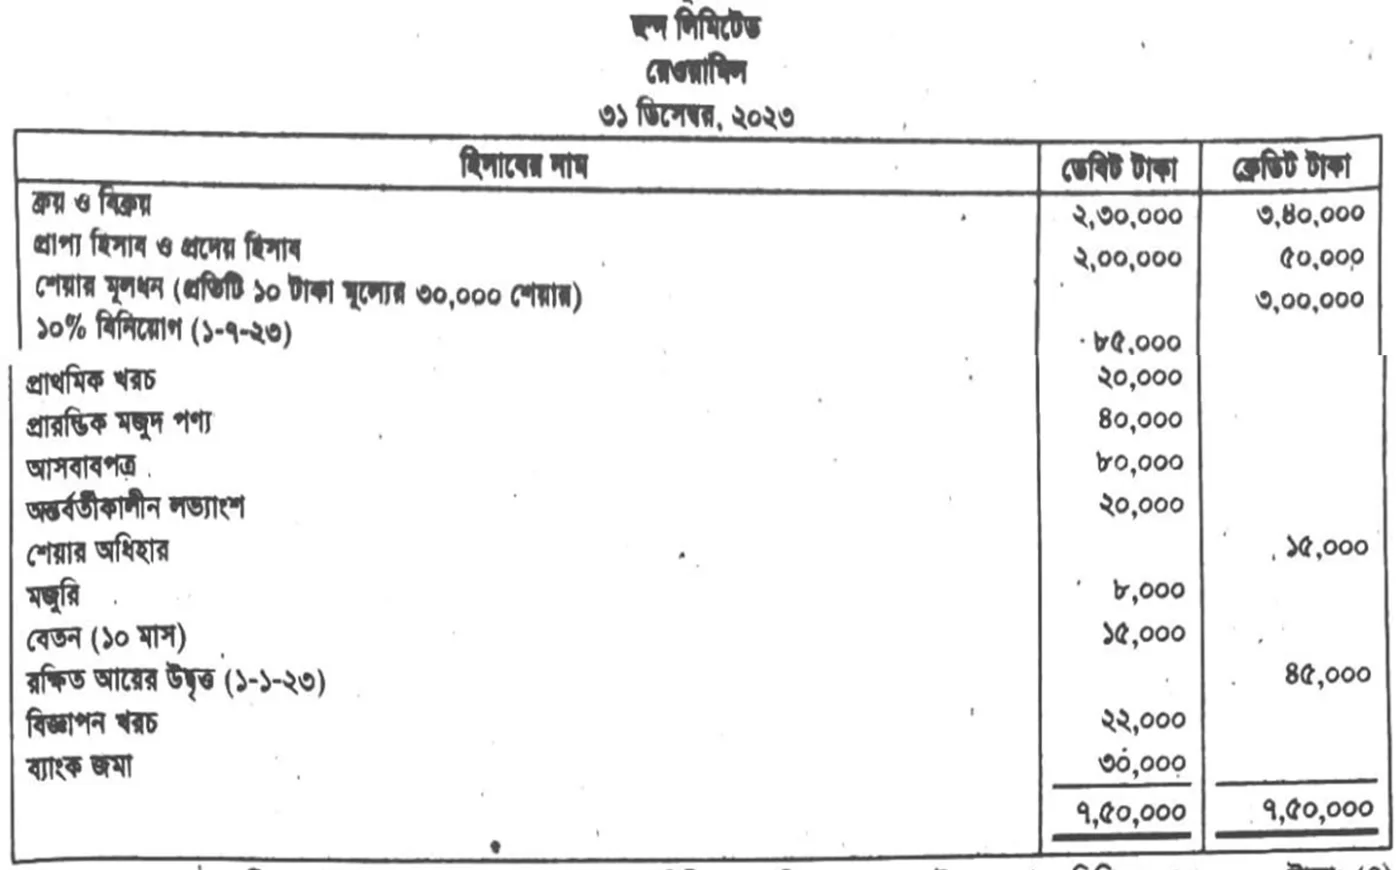 ছন্দ লিমিটেড
রেওয়ামিল
৩১ ডিসেম্বর, ২০২৩
হিসাবের নাম ডেবিট টাকা ক্রেডিট টাকা
ক্রয় ও বিক্রয় ২,৩০,০০০ ৩,৪০,০০০
প্রাপ্য হিসাব ও প্রদেয় হিসাব ২,০০,০০০ ৫০,০০০
শেয়ার মূলধন (প্রতিটি ১০ টাকা মূল্যের ৩০,০০০ শেয়ার) ৩,০০,০০০
১০% বিনিয়োগ (১-৭-২৩) ৮৫,০০০
প্রাথমিক খরচ ২০,০০০
প্রারম্ভিক মজুদ পণ্য ৪০,০০০
আসবাবপত্র ৮০,০০০
অন্তর্বর্তীকালীন লভ্যাংশ ২০,০০০
শেয়ার অধিহার ১৫,০০০
মজুরি ৮,০০০
বেতন (১০ মাস) ১৫,০০০
রক্ষিত আয়ের উদ্বৃত্ত (১-১-২৩) ৪৫,০০০
বিজ্ঞাপন খরচ ২২,০০০
ব্যাংক জমা ৩০,০০০
৭,৫০,০০০ ৭,৫০,০০০